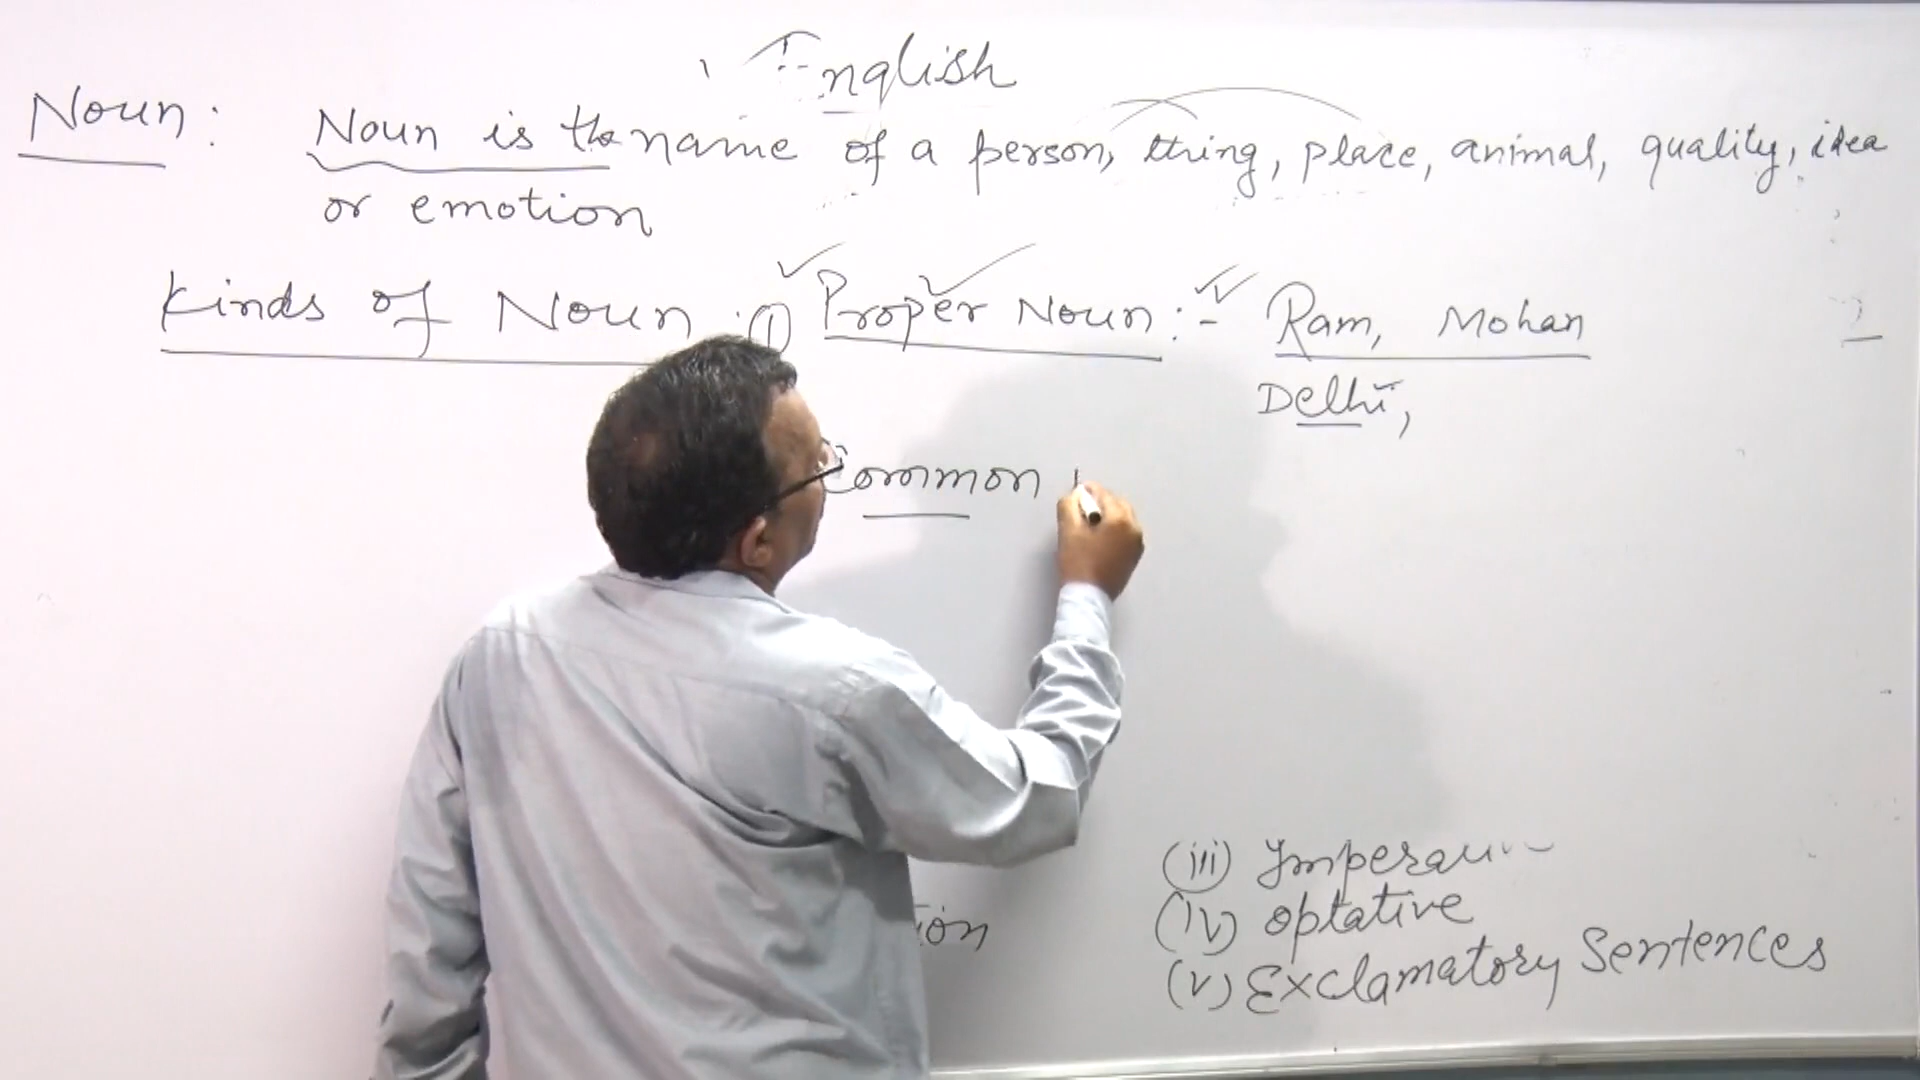 English
Noun: Noun is the name of a person, thing, place, animal, quality, idea
or emotion
Kinds of Noun : (i) Proper Noun :- Ram, Mohan
Delhi,
Common
(iii)
(iv) Optative
(v) Exclamatory Sentences